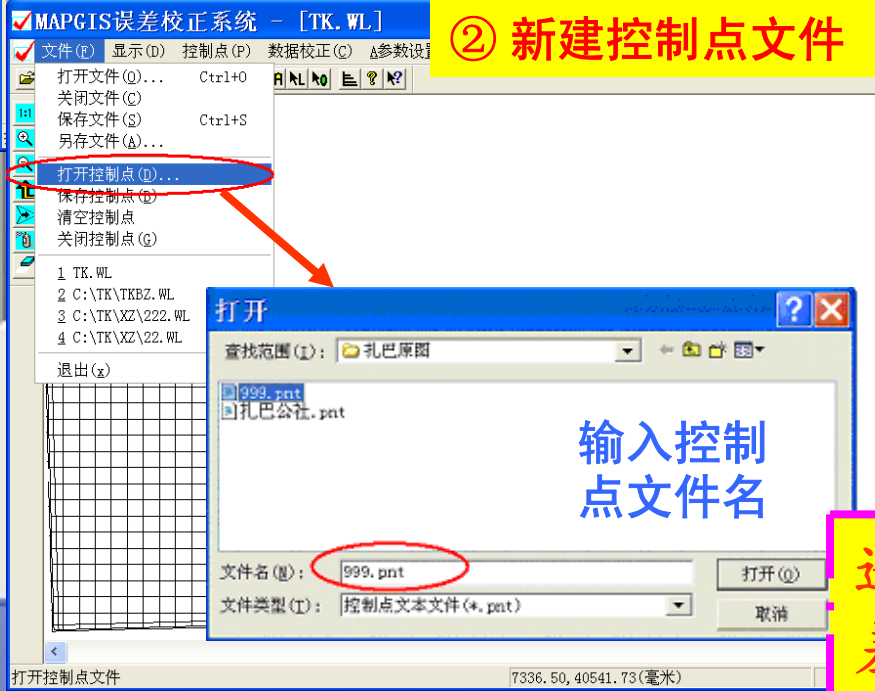 MAPGIS误差校正系统 - [TK.WL]
② 新建控制点文件
文件(F) 显示(D) 控制点(P) 数据校正(C) A参数设
打开文件(O)... Ctrl+O
关闭文件(C)
保存文件(S) Ctrl+S
另存文件(A)...
打开控制点(D)...
保存控制点(B)
清空控制点
关闭控制点(G)
1 TK.WL
2 C:\TK\TKBZ.WL
3 C:\TK\XZ\222.WL
4 C:\TK\XZ\22.WL
退出(x)
1:1
打开
查找范围(I): 扎巴原图
999.pnt
扎巴公社.pnt
输入控制
点文件名
文件名(N): 999.pnt 打开(O)
文件类型(T): 控制点文本文件(*.pnt) 取消
打开控制点文件 7336.50,40541.73(毫米)